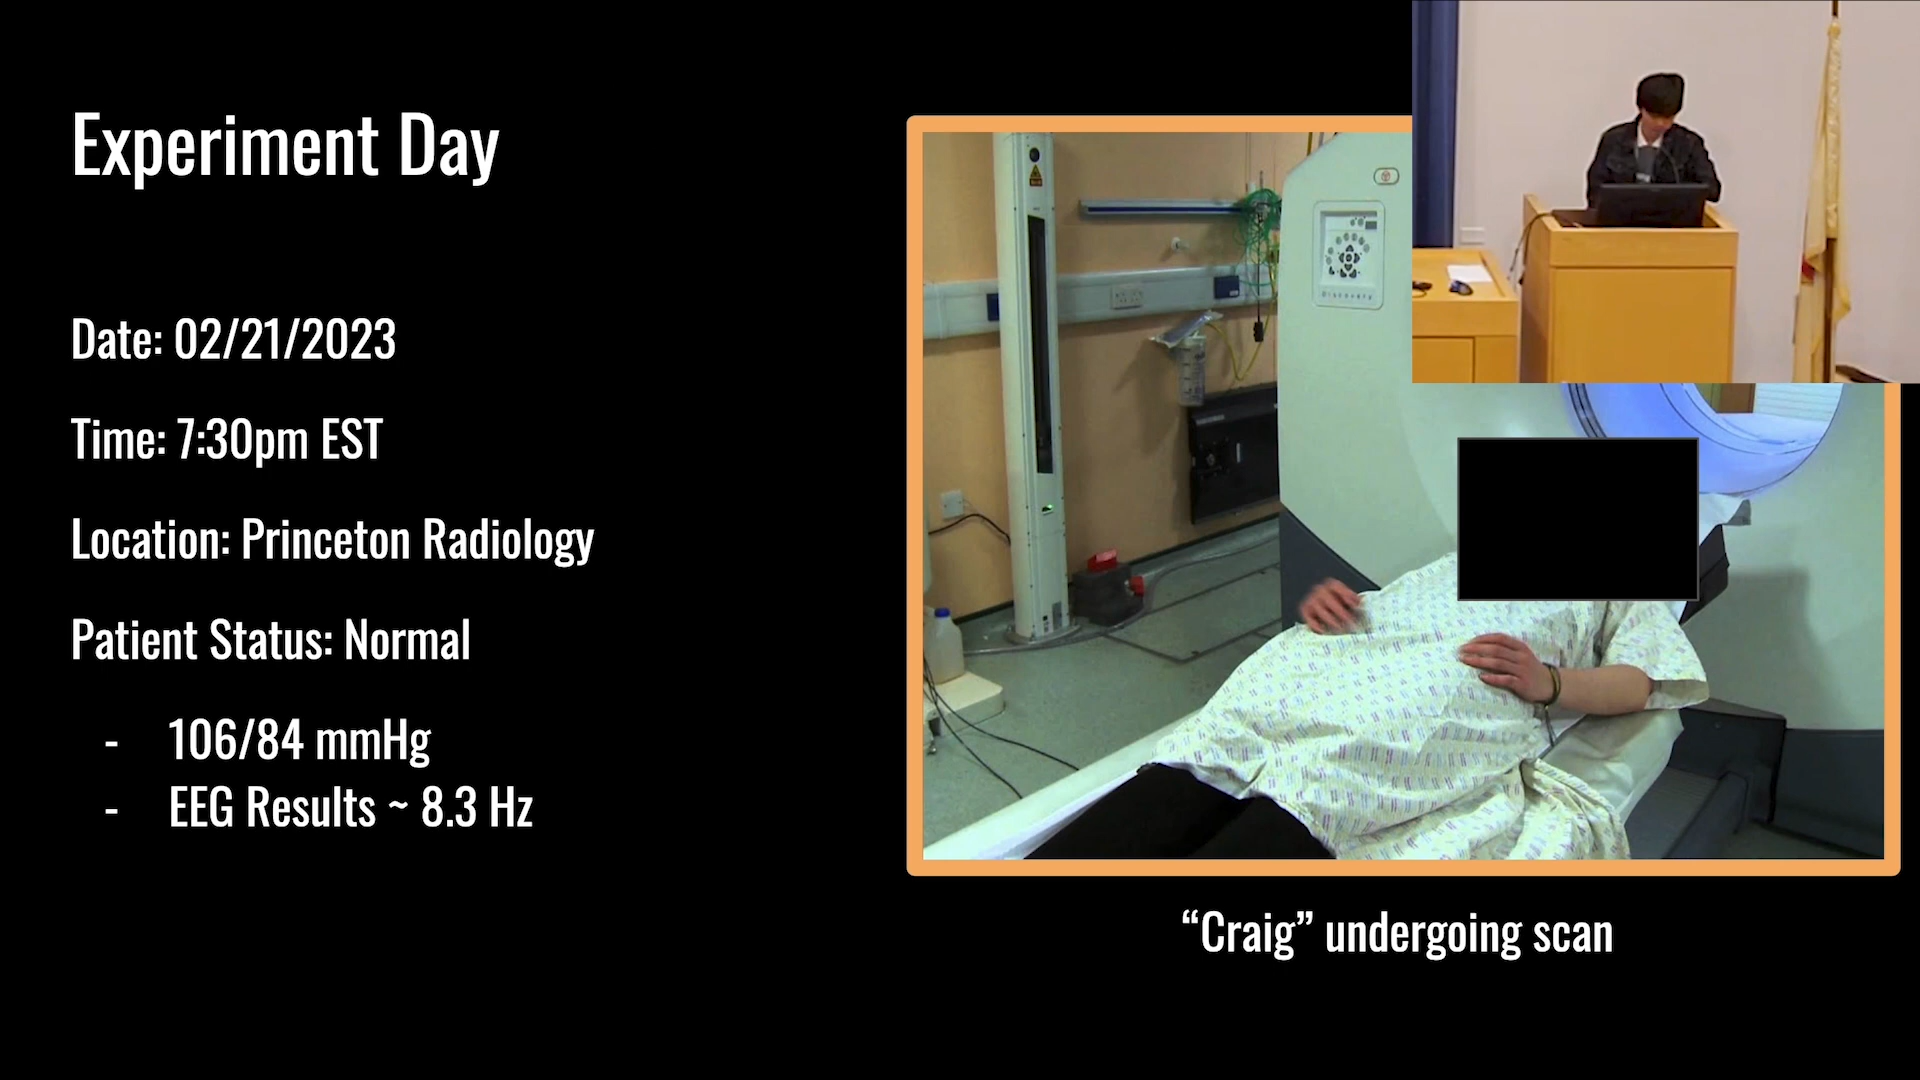 Experiment Day
Date: 02/21/2023
Time: 7:30pm EST
Location: Princeton Radiology
Patient Status: Normal
- 106/84 mmHg
- EEG Results ~ 8.3 Hz
Discovery
“Craig” undergoing scan